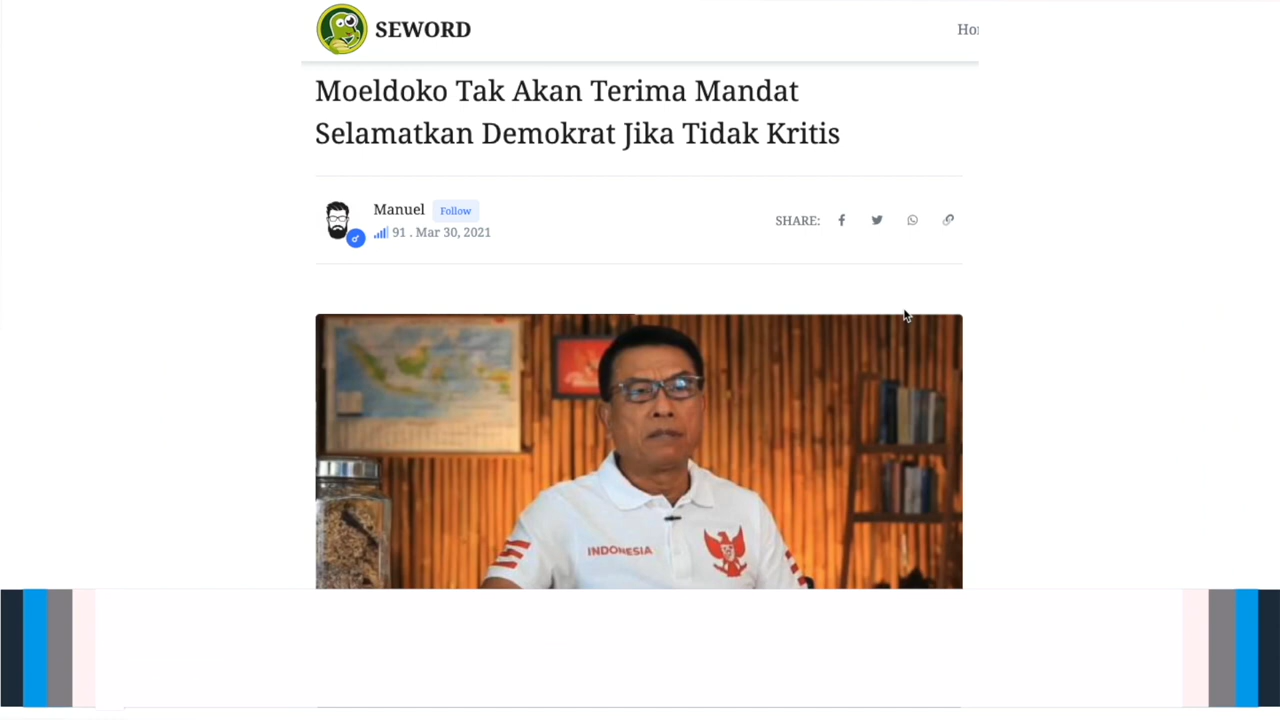 SEWORD
Moeldoko Tak Akan Terima Mandat
Selamatkan Demokrat Jika Tidak Kritis
Manuel Follow
91 . Mar 30, 2021
SHARE:
INDONESIA